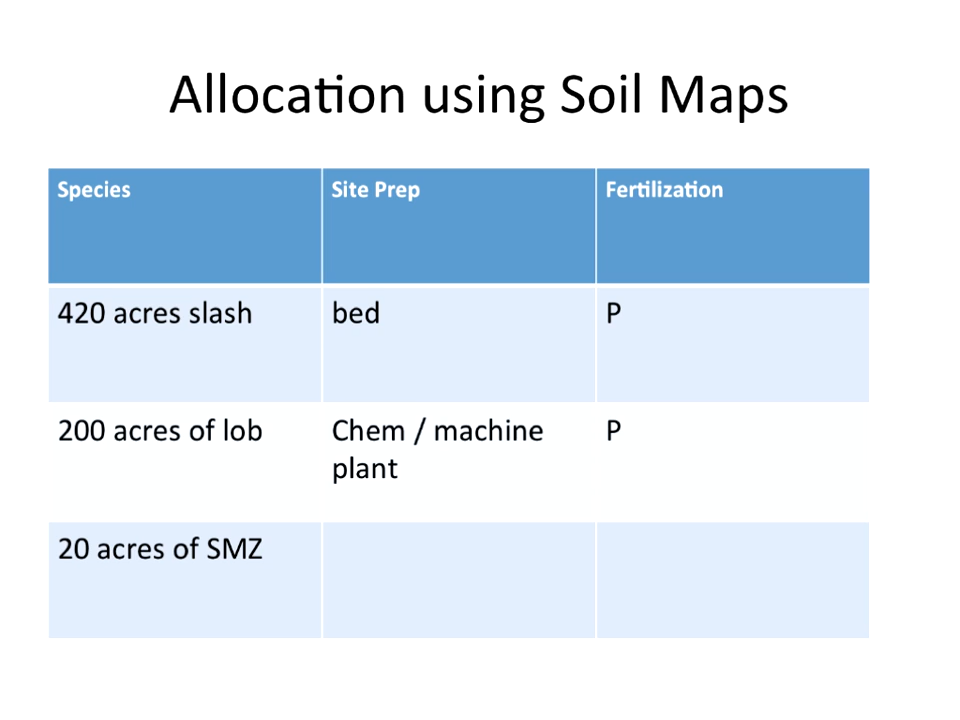 Allocation using Soil Maps
Species
Site Prep
Fertilization
420 acres slash
bed
P
200 acres of lob
Chem / machine
plant
P
20 acres of SMZ